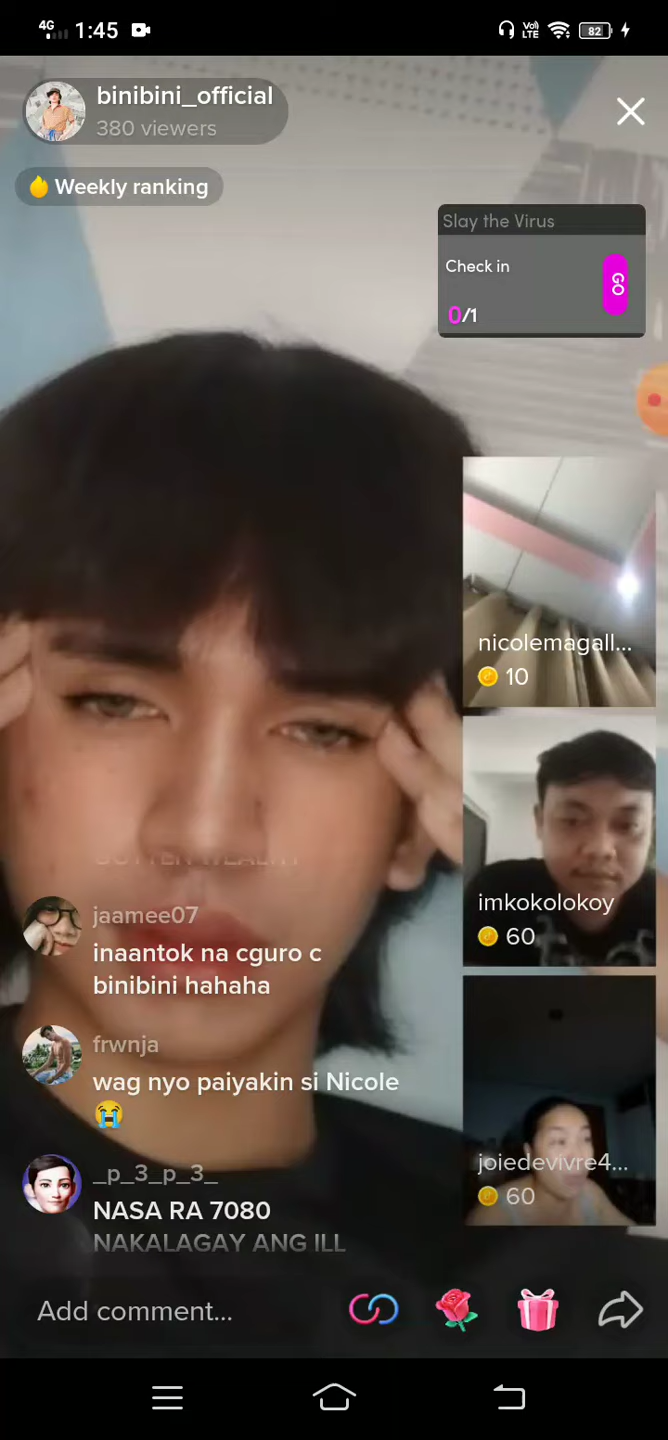 4G 1:45 Vo)) LTE 82
binibini_official
380 viewers
Weekly ranking
Slay the Virus
Check in
GO
0/1
nicolemagall...
10
imkokolokoy
60
joiedevivre4...
60
jaamee07
inaantok na cguro c
binibini hahaha
frwnja
wag nyo paiyakin si Nicole
😭
_p_3_p_3_
NASA RA 7080
NAKALAGAY ANG ILL
Add comment...